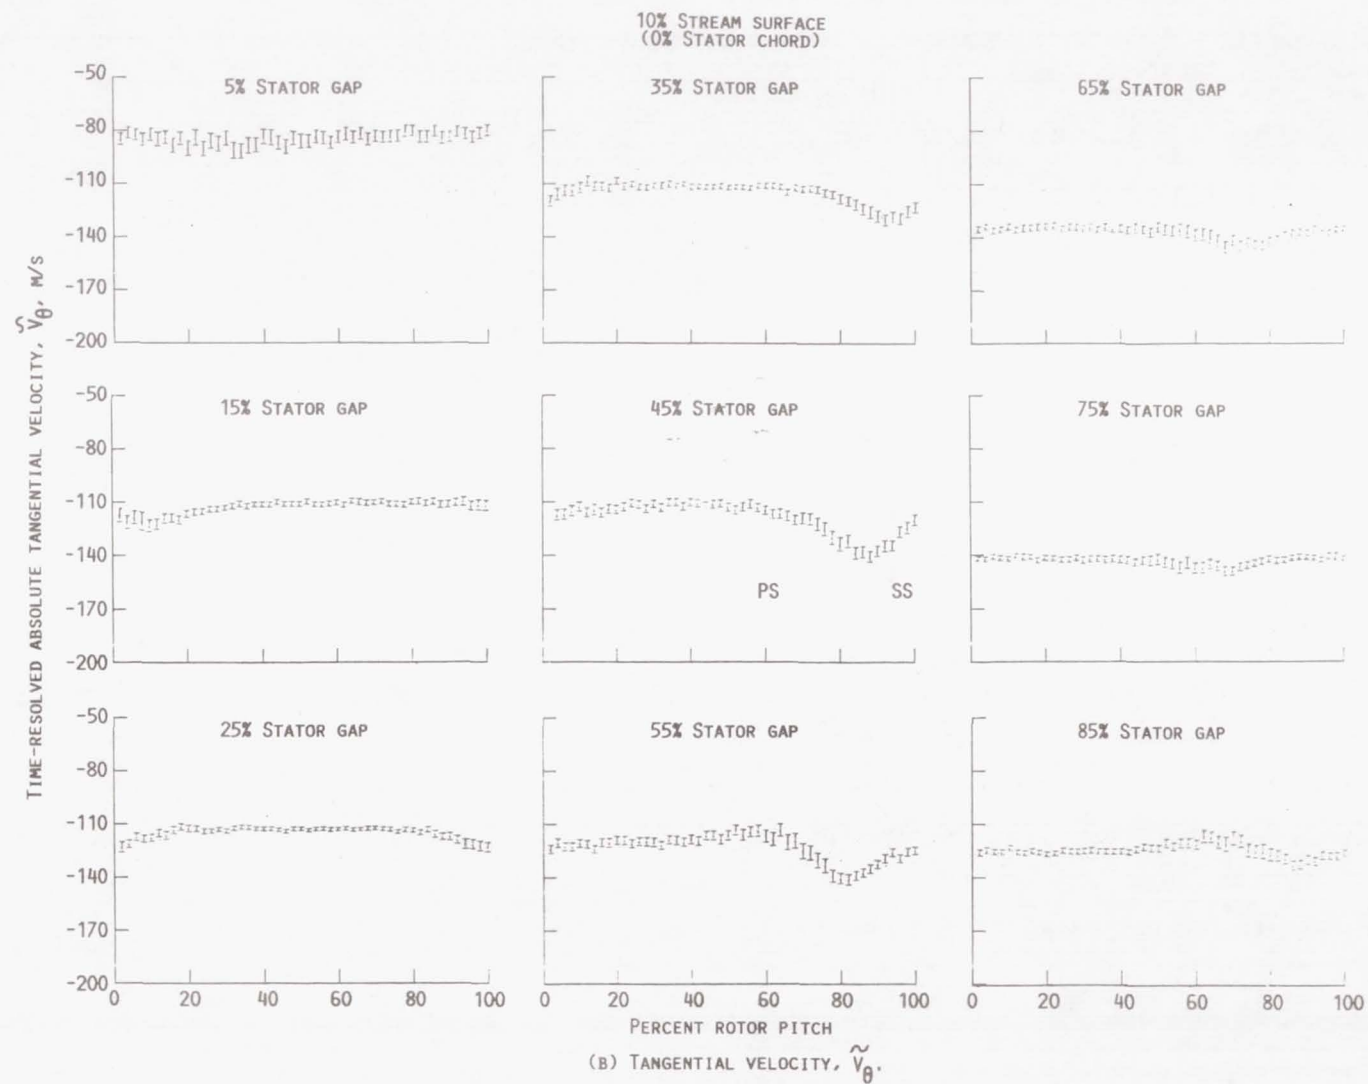 10% STREAM SURFACE
(0% STATOR CHORD)
5% STATOR GAP
35% STATOR GAP
65% STATOR GAP
-50
-80
-110
-140
-170
-200
15% STATOR GAP
45% STATOR GAP
75% STATOR GAP
-50
-80
-110
-140
-170
-200
PS
SS
25% STATOR GAP
55% STATOR GAP
85% STATOR GAP
-50
-80
-110
-140
-170
-200
0 20 40 60 80 100
0 20 40 60 80 100
0 20 40 60 80 100
TIME-RESOLVED ABSOLUTE TANGENTIAL VELOCITY, Ṽθ, M/S
PERCENT ROTOR PITCH
(B) TANGENTIAL VELOCITY, Ṽθ.